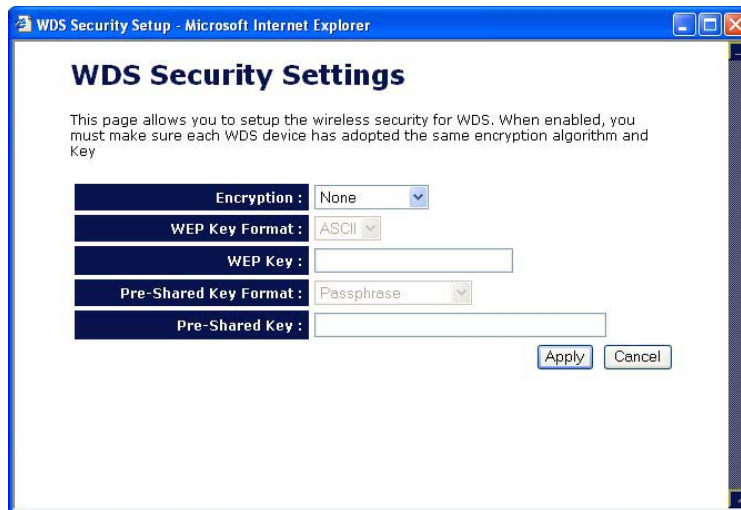 WDS Security Setup - Microsoft Internet Explorer
WDS Security Settings
This page allows you to setup the wireless security for WDS. When enabled, you
must make sure each WDS device has adopted the same encryption algorithm and
Key
Encryption : None
WEP Key Format : ASCII
WEP Key :
Pre-Shared Key Format : Passphrase
Pre-Shared Key :
Apply Cancel